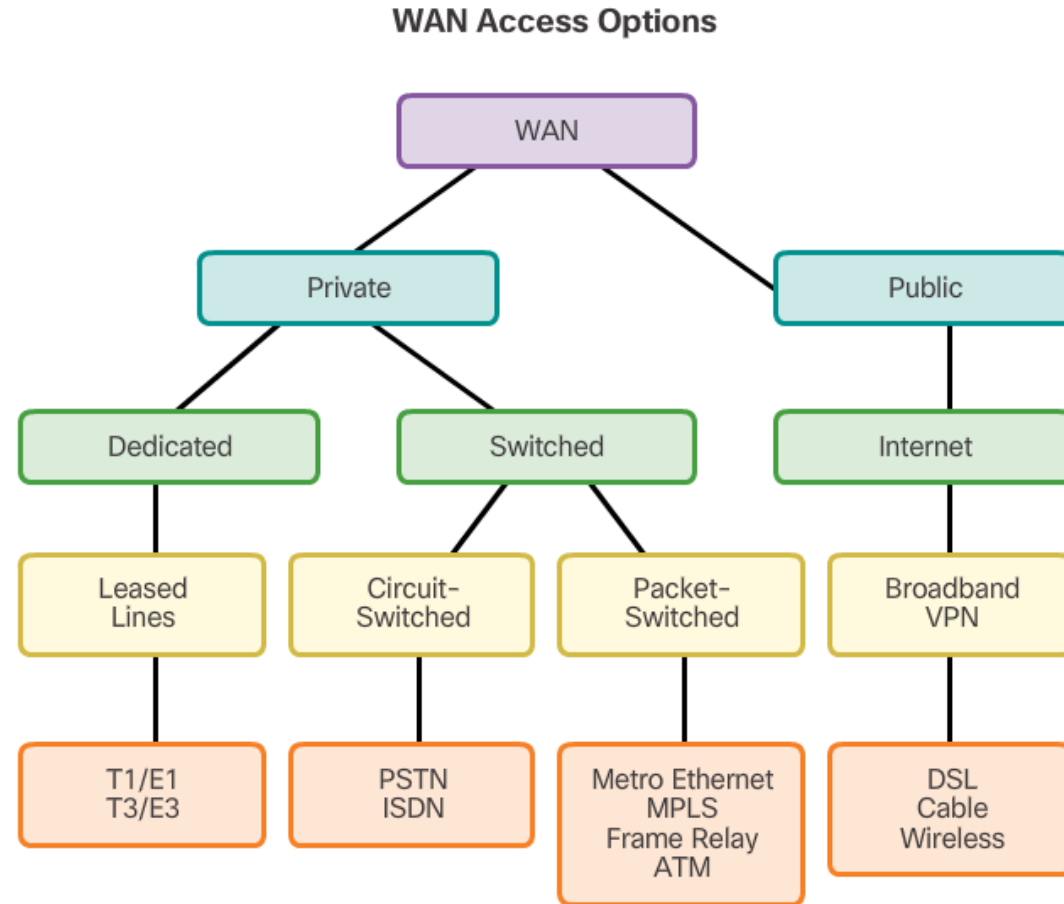 WAN Access Options
WAN
Private
Public
Dedicated
Switched
Internet
Leased
Lines
Circuit-
Switched
Packet-
Switched
Broadband
VPN
T1/E1
T3/E3
PSTN
ISDN
Metro Ethernet
MPLS
Frame Relay
ATM
DSL
Cable
Wireless